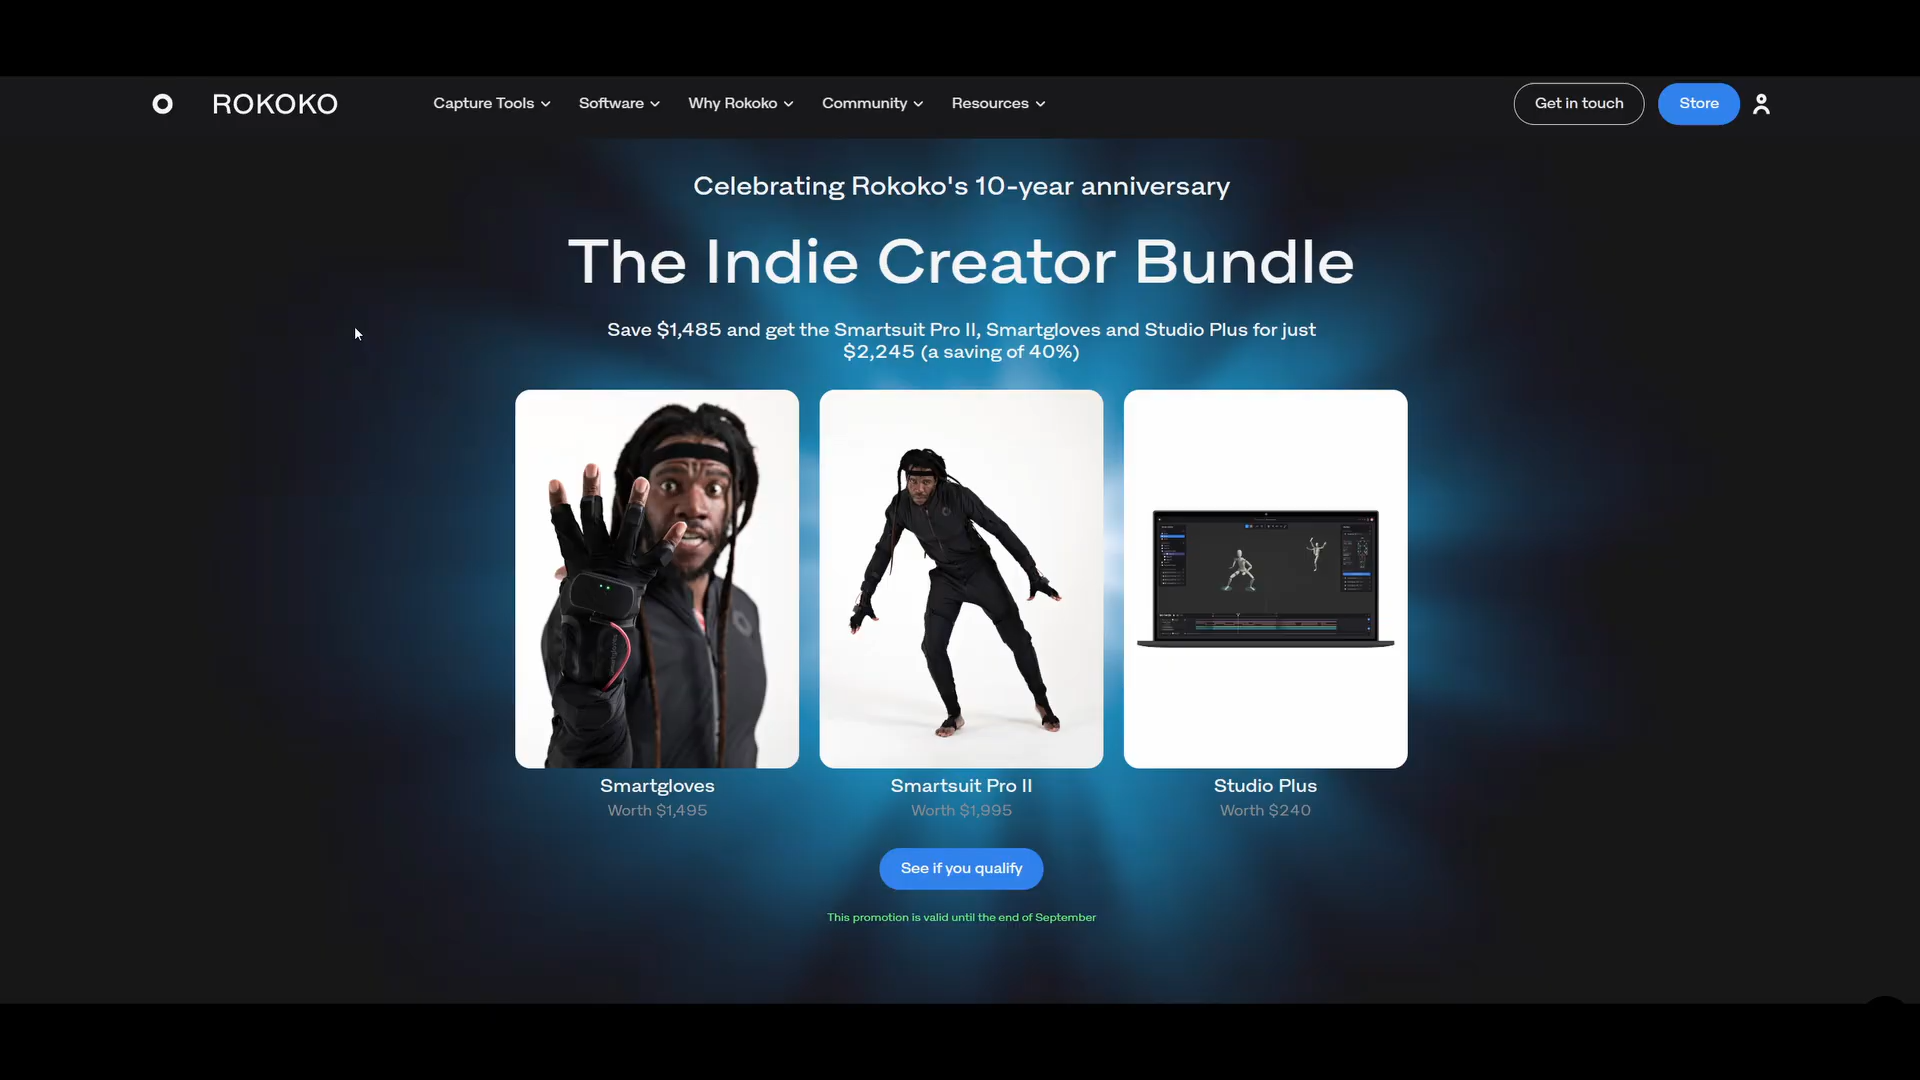 ROKOKO
Capture Tools
Software
Why Rokoko
Community
Resources
Get in touch
Store
Celebrating Rokoko's 10-year anniversary
The Indie Creator Bundle
Save $1,485 and get the Smartsuit Pro II, Smartgloves and Studio Plus for just
$2,245 (a saving of 40%)
Smartgloves
Worth $1,495
Smartsuit Pro II
Worth $1,995
Studio Plus
Worth $240
See if you qualify
This promotion is valid until the end of September